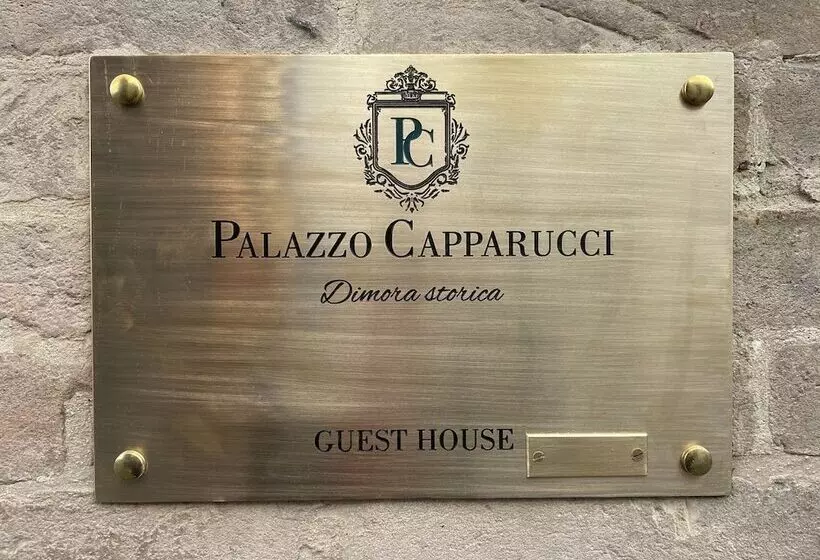 PC
PALAZZO CAPPARUCCI
Dimora storica
GUEST HOUSE